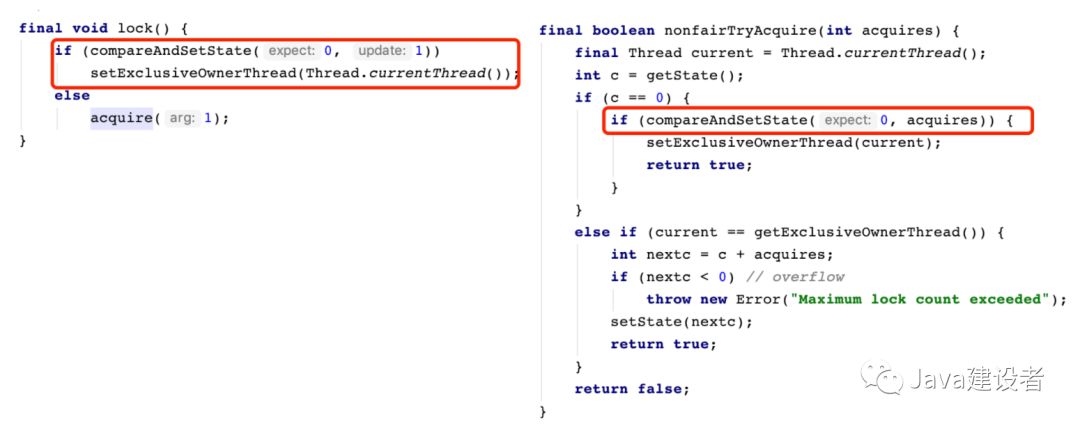 final void lock() {
if (compareAndSetState( expect: 0, update: 1))
setExclusiveOwnerThread(Thread.currentThread());
else
acquire( arg: 1);
}
final boolean nonfairTryAcquire(int acquires) {
final Thread current = Thread.currentThread();
int c = getState();
if (c == 0) {
if (compareAndSetState( expect: 0, acquires)) {
setExclusiveOwnerThread(current);
return true;
}
}
else if (current == getExclusiveOwnerThread()) {
int nextc = c + acquires;
if (nextc < 0) // overflow
throw new Error("Maximum lock count exceeded");
setState(nextc);
return true;
}
return false;
}
Java建设者